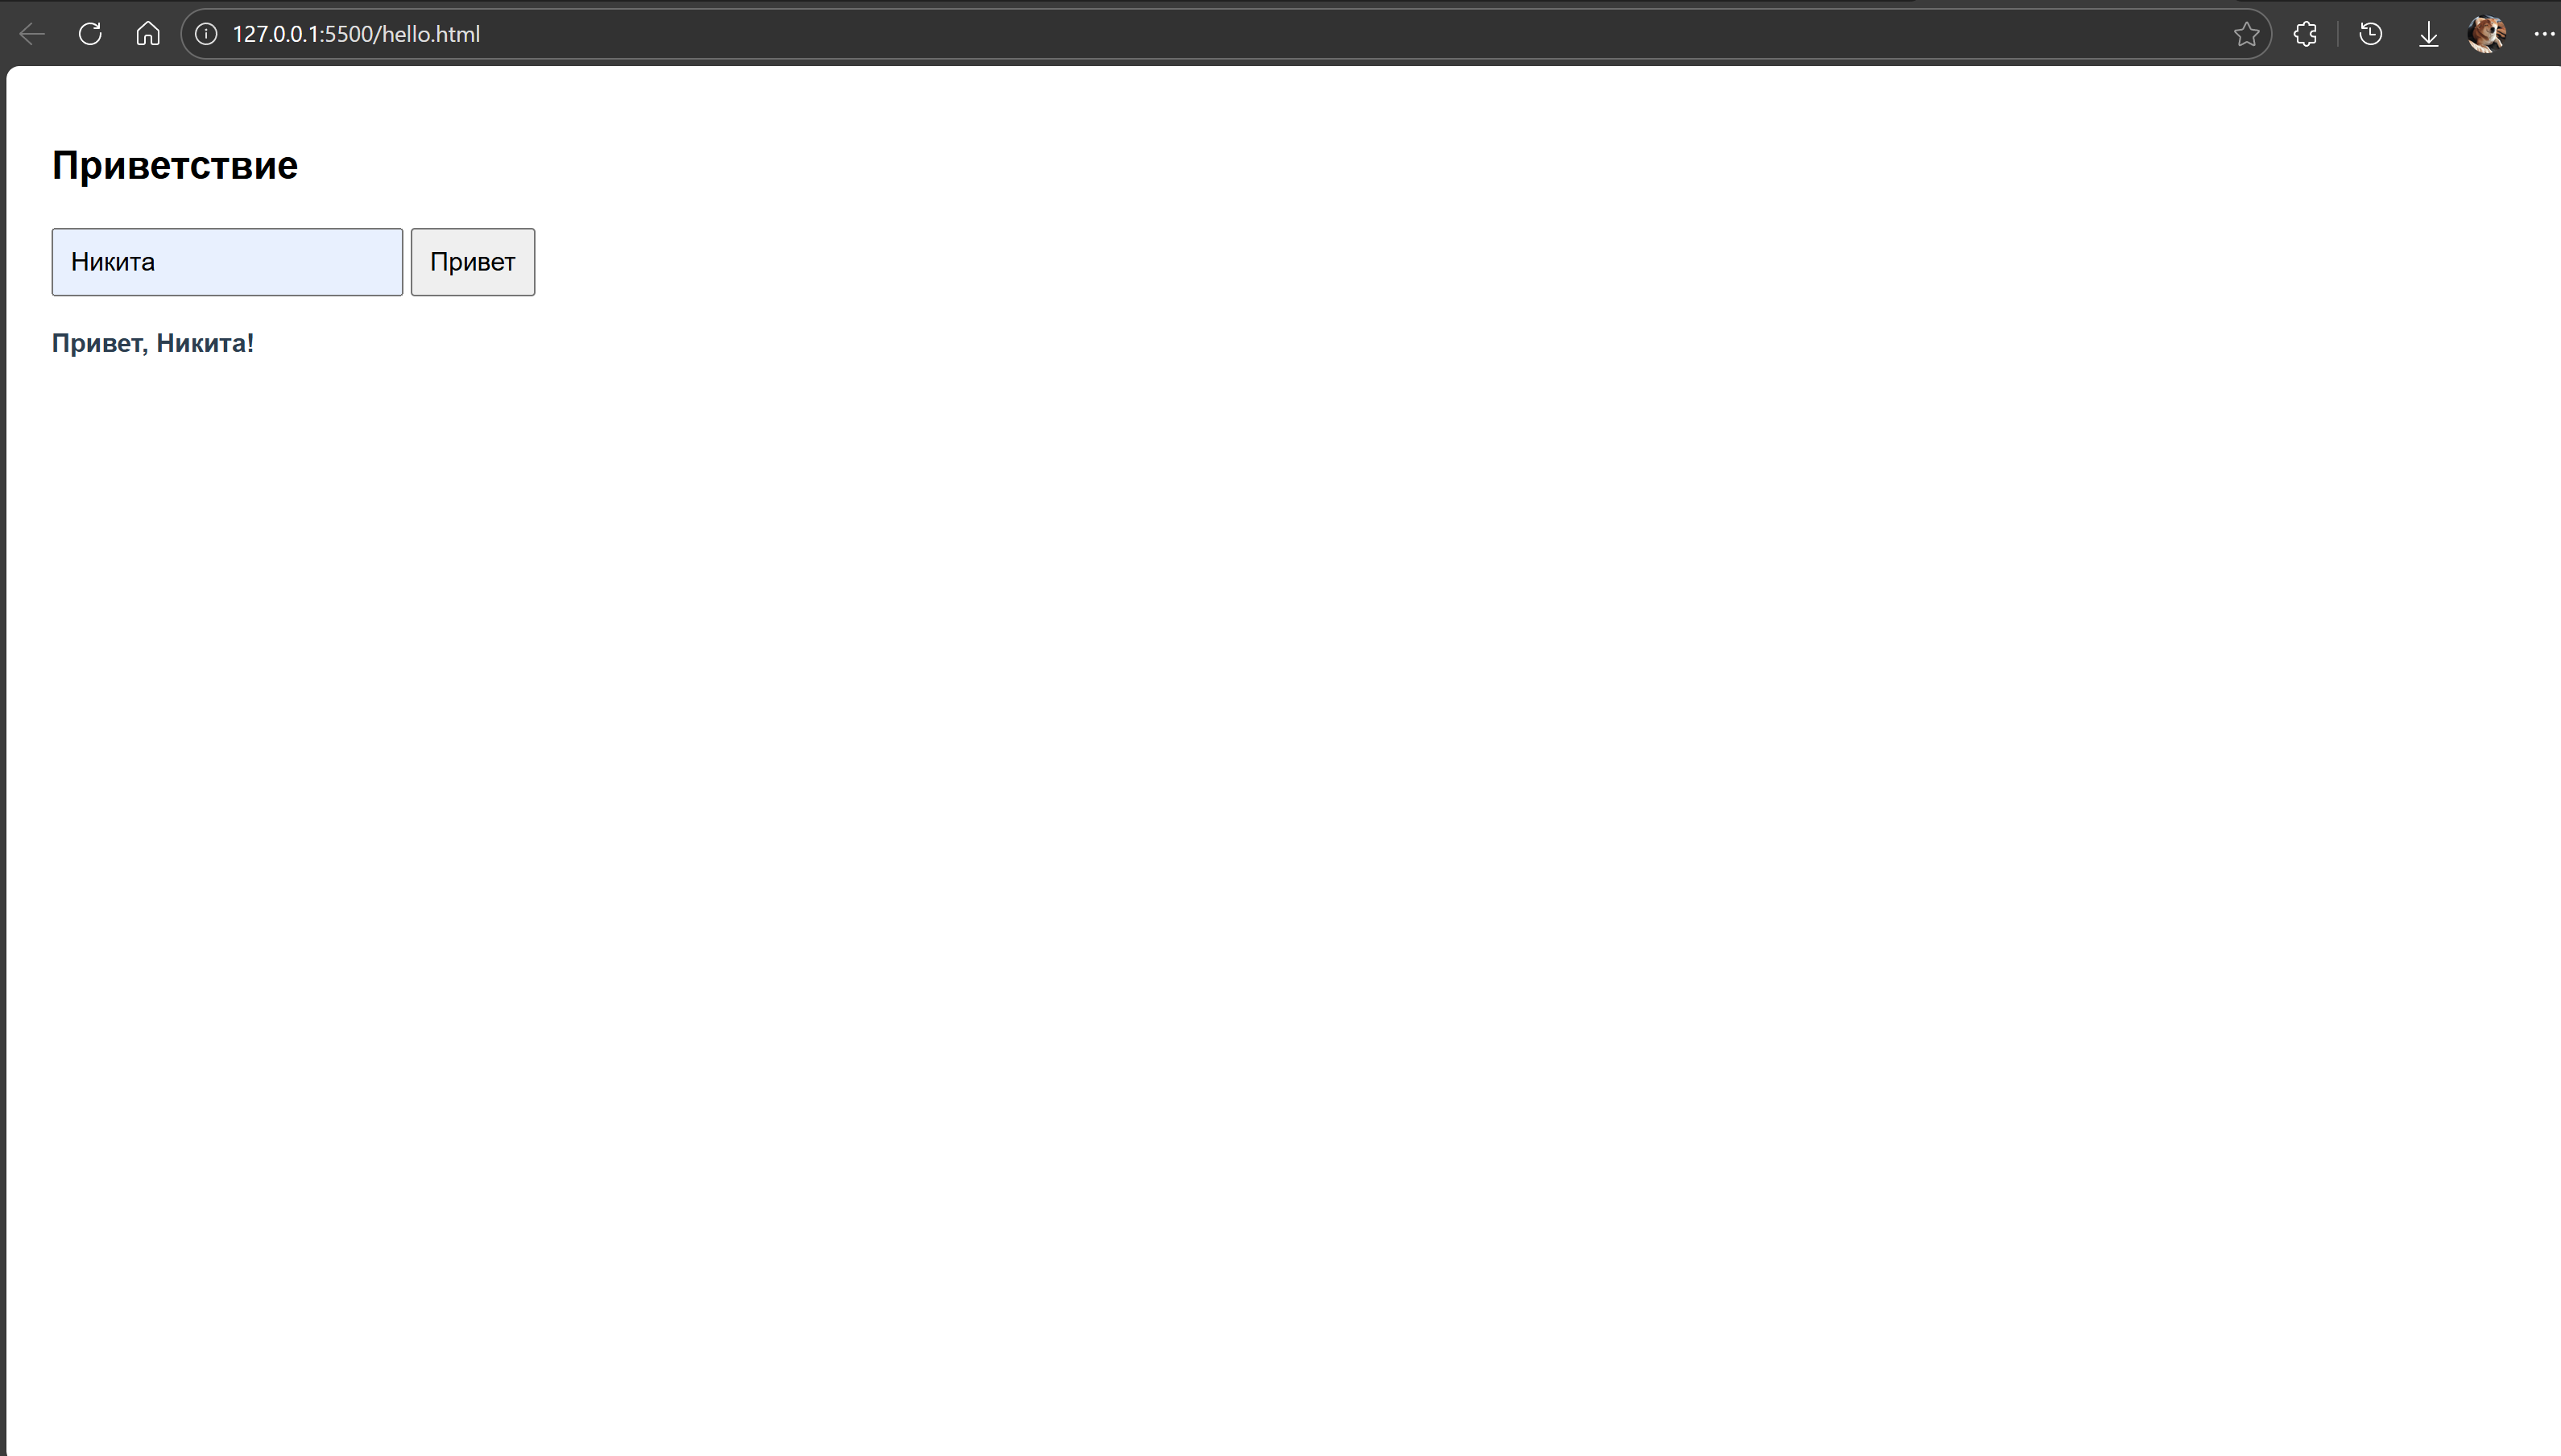 127.0.0.1:5500/hello.html
Приветствие
Никита Привет
Привет, Никита!